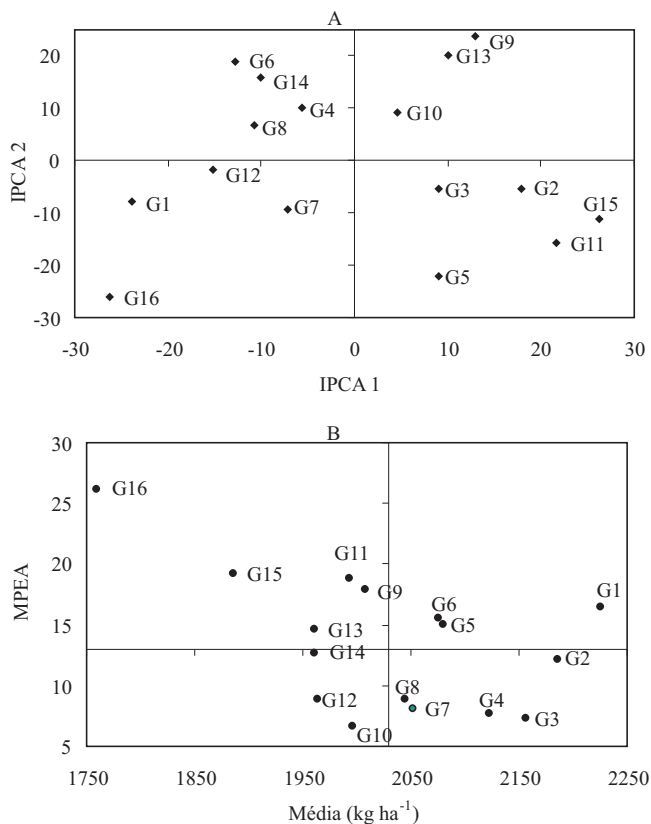 A
20
10
0
-10
-20
-30
IPCA 2
G6
G14
G4
G8
G9
G13
G10
G12
G1
G7
G16
G3
G2
G15
G11
G5
-30 -20 -10 0 10 20 30
IPCA 1
B
30
25
20
15
10
5
MPEA
G16
G15
G11
G9
G13
G14
G12
G10
G6
G5
G1
G2
G8
G7
G4
G3
1750 1850 1950 2050 2150 2250
Média (kg ha⁻¹)